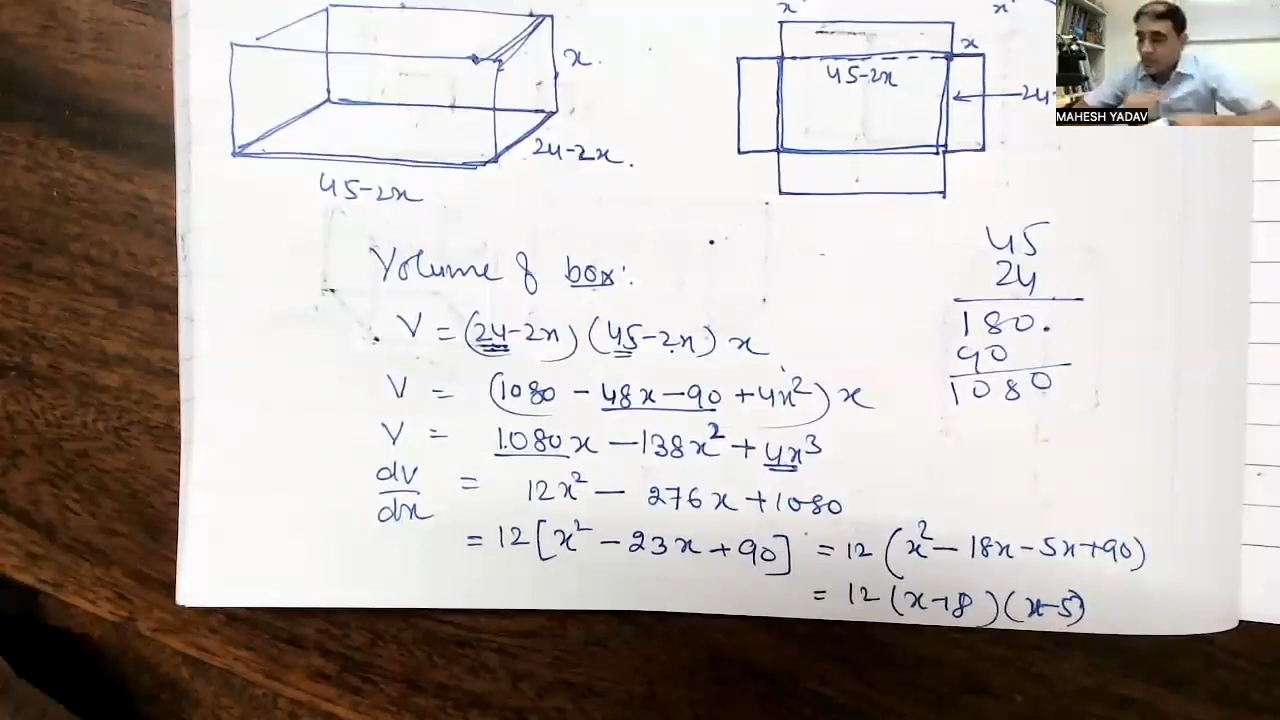 x x
x.
24-2x.
45-2x
x
45-2x
24-
MAHESH YADAV
Volume of box:
V = (24-2x) (45-2x) x
V = (1080 - 48x - 90 + 4x²) x
V = 1080x - 138x² + 4x³
dv/dx = 12x² - 276x + 1080
= 12[x² - 23x + 90] = 12(x² - 18x - 5x + 90)
= 12(x-18)(x-5)
45
24
180.
90
1080